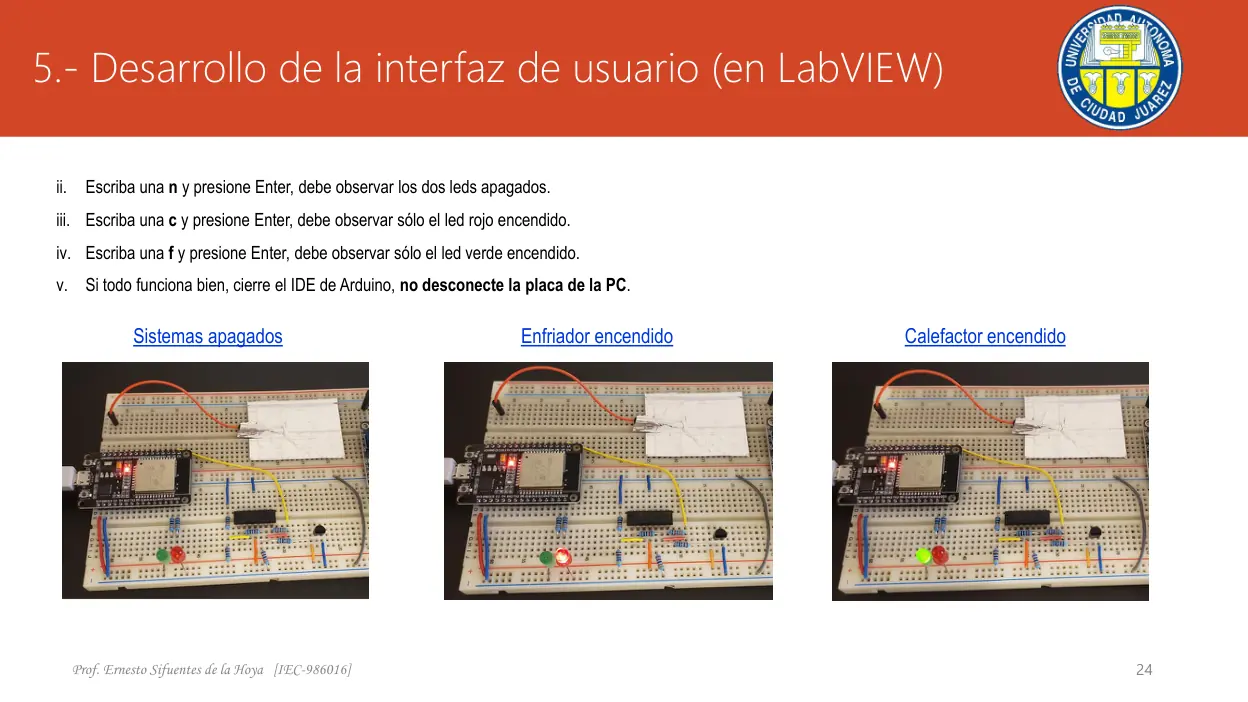 5.- Desarrollo de la interfaz de usuario (en LabVIEW)
UNIVERSIDAD AUTONOMA
DE CIUDAD JUAREZ
ii. Escriba una n y presione Enter, debe observar los dos leds apagados.
iii. Escriba una c y presione Enter, debe observar sólo el led rojo encendido.
iv. Escriba una f y presione Enter, debe observar sólo el led verde encendido.
v. Si todo funciona bien, cierre el IDE de Arduino, no desconecte la placa de la PC.
Sistemas apagados
Enfriador encendido
Calefactor encendido
Prof. Ernesto Sifuentes de la Hoya [IEC-986016]
24